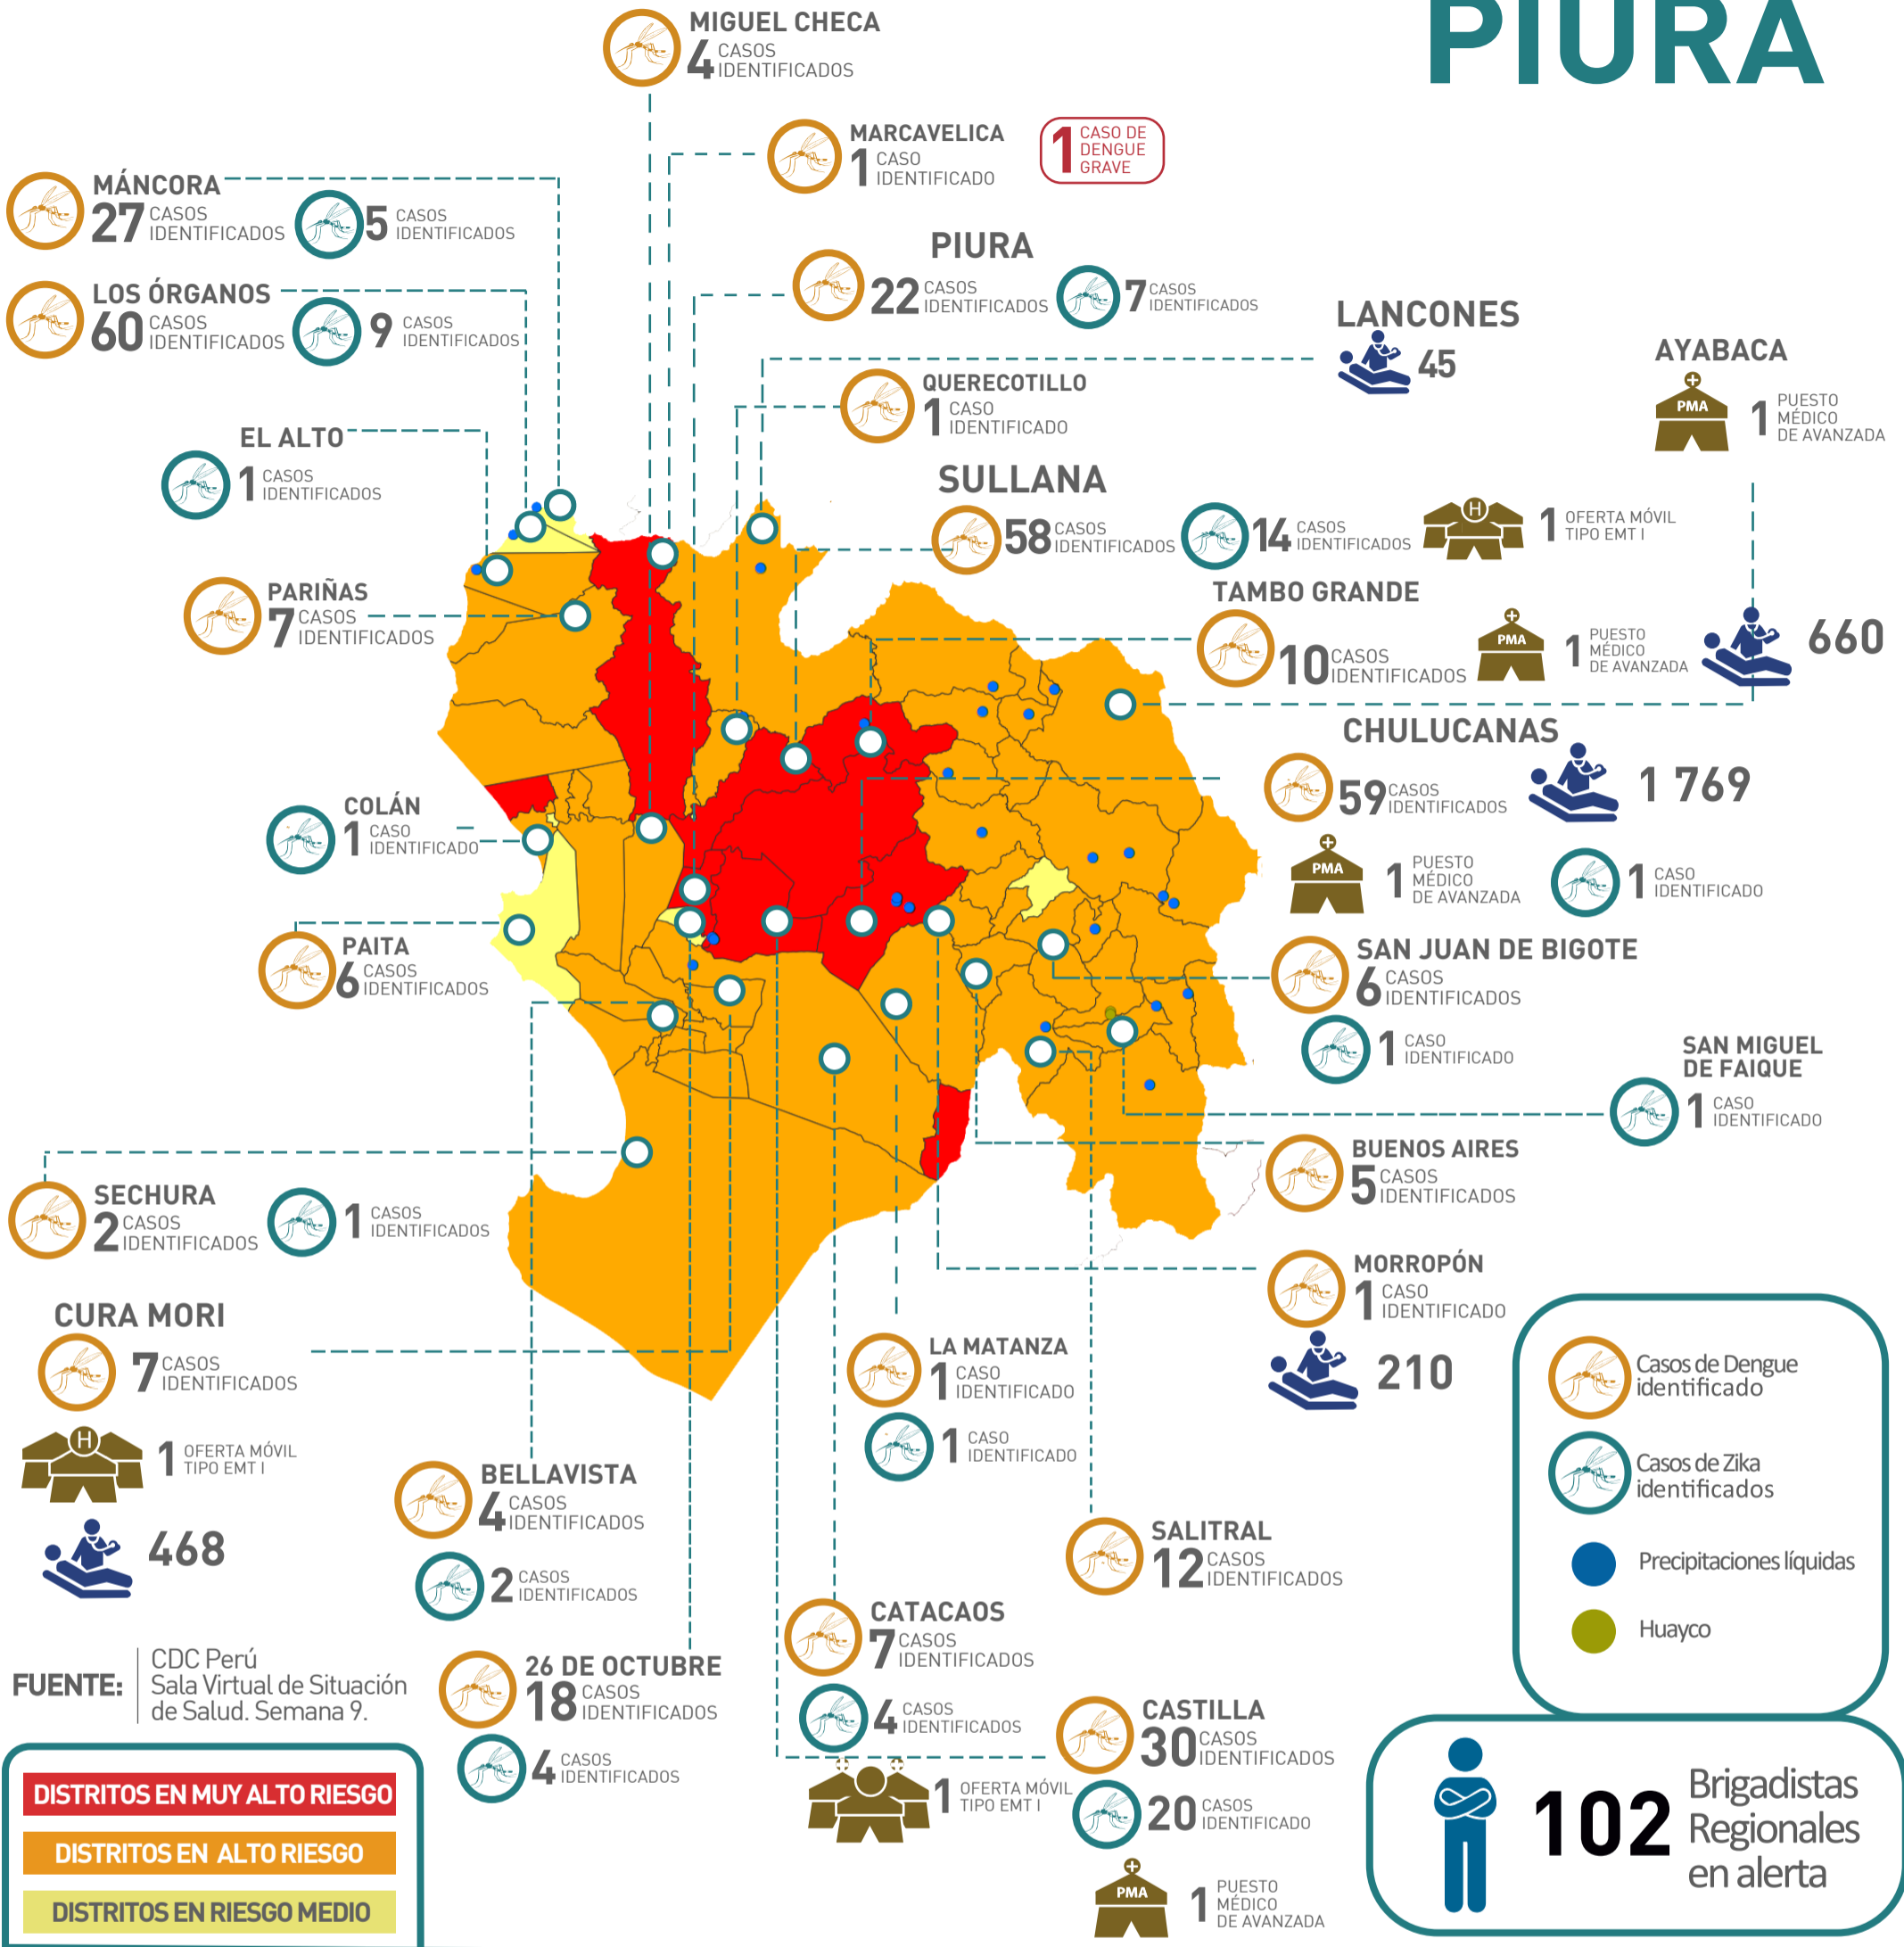 PIURA
MIGUEL CHECA
4 CASOS
IDENTIFICADOS
MARCAVELICA
1 CASO
IDENTIFICADO
1 CASO DE
DENGUE
GRAVE
MÁNCORA
27 CASOS
IDENTIFICADOS
5 CASOS
IDENTIFICADOS
PIURA
22 CASOS
IDENTIFICADOS
7 CASOS
IDENTIFICADOS
LOS ÓRGANOS
60 CASOS
IDENTIFICADOS
9 CASOS
IDENTIFICADOS
LANCONES
45
AYABACA
PMA
1 PUESTO
MÉDICO
DE AVANZADA
660
QUERECOTILLO
1 CASO
IDENTIFICADO
EL ALTO
1 CASOS
IDENTIFICADOS
SULLANA
58 CASOS
IDENTIFICADOS
14 CASOS
IDENTIFICADOS
H
1 OFERTA MÓVIL
TIPO EMT I
PARIÑAS
7 CASOS
IDENTIFICADOS
TAMBO GRANDE
10 CASOS
IDENTIFICADOS
PMA
1 PUESTO
MÉDICO
DE AVANZADA
CHULUCANAS
59 CASOS
IDENTIFICADOS
1 769
PMA
1 PUESTO
MÉDICO
DE AVANZADA
1 CASO
IDENTIFICADO
COLÁN
1 CASO
IDENTIFICADO
PAITA
6 CASOS
IDENTIFICADOS
SAN JUAN DE BIGOTE
6 CASOS
IDENTIFICADOS
1 CASO
IDENTIFICADO
SAN MIGUEL
DE FAIQUE
1 CASO
IDENTIFICADO
BUENOS AIRES
5 CASOS
IDENTIFICADOS
SECHURA
2 CASOS
IDENTIFICADOS
1 CASOS
IDENTIFICADOS
MORROPÓN
1 CASO
IDENTIFICADO
210
CURA MORI
7 CASOS
IDENTIFICADOS
H
1 OFERTA MÓVIL
TIPO EMT I
468
LA MATANZA
1 CASO
IDENTIFICADO
1 CASO
IDENTIFICADO
BELLAVISTA
4 CASOS
IDENTIFICADOS
2 CASOS
IDENTIFICADOS
SALITRAL
12 CASOS
IDENTIFICADOS
CATACAOS
7 CASOS
IDENTIFICADOS
4 CASOS
IDENTIFICADOS
1 OFERTA MÓVIL
TIPO EMT I
26 DE OCTUBRE
18 CASOS
IDENTIFICADOS
4 CASOS
IDENTIFICADOS
CASTILLA
30 CASOS
IDENTIFICADOS
20 CASOS
IDENTIFICADO
PMA
1 PUESTO
MÉDICO
DE AVANZADA
Casos de Dengue
identificado
Casos de Zika
identificados
Precipitaciones líquidas
Huayco
FUENTE:
CDC Perú
Sala Virtual de Situación
de Salud. Semana 9.
DISTRITOS EN MUY ALTO RIESGO
DISTRITOS EN ALTO RIESGO
DISTRITOS EN RIESGO MEDIO
102 Brigadistas
Regionales
en alerta